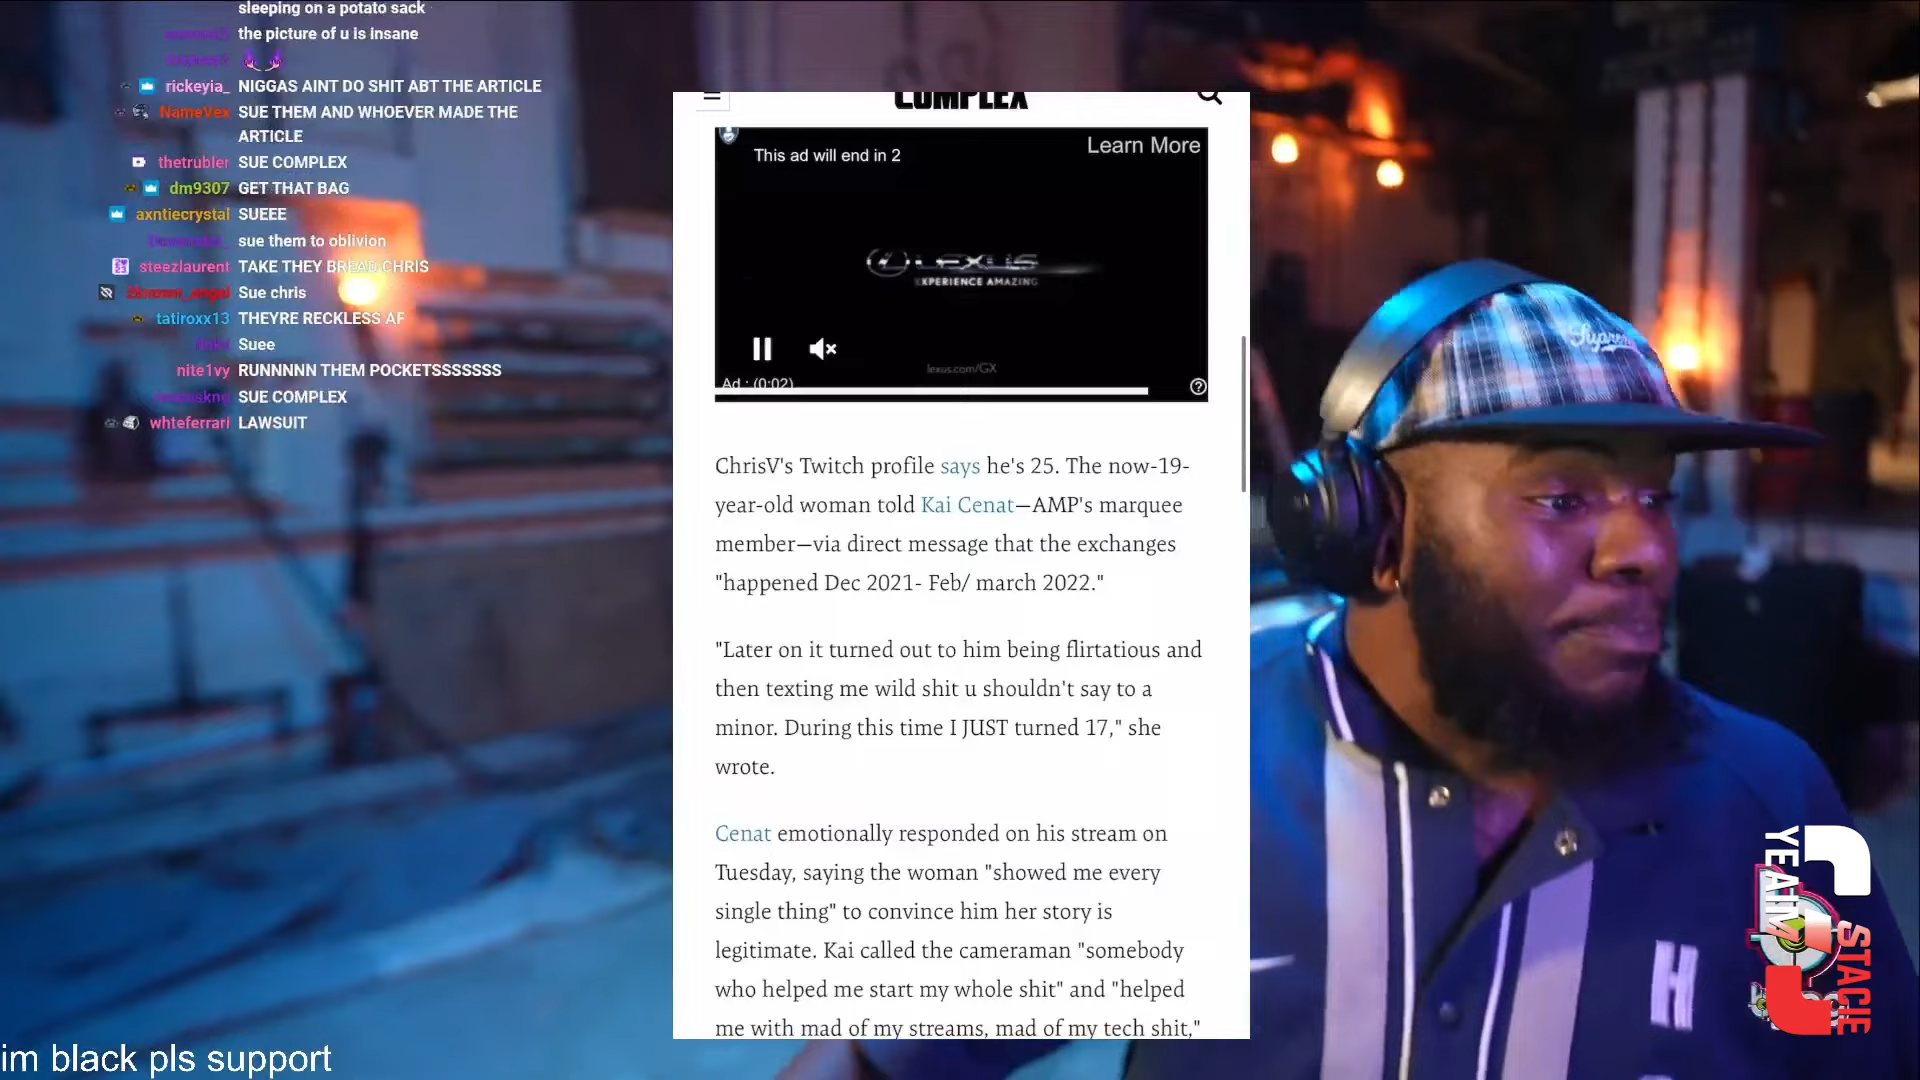 sleeping on a potato sack
the picture of u is insane
rickeyia_ NIGGAS AINT DO SHIT ABT THE ARTICLE
NameVex SUE THEM AND WHOEVER MADE THE
ARTICLE
thetrubler SUE COMPLEX
dm9307 GET THAT BAG
axntiecrystal SUEEE
sue them to oblivion
steezlaurent TAKE THEY BREAD CHRIS
Sue chris
tatiroxx13 THEYRE RECKLESS AF
Suee
nite1vy RUNNNNN THEM POCKETSSSSSSS
SUE COMPLEX
whteferrari LAWSUIT
COMPLEX
This ad will end in 2
Learn More
LEXUS
EXPERIENCE AMAZING
lexus.com/GX
Ad : (0:02)
ChrisV's Twitch profile says he's 25. The now-19-
year-old woman told Kai Cenat—AMP's marquee
member—via direct message that the exchanges
"happened Dec 2021- Feb/ march 2022."
"Later on it turned out to him being flirtatious and
then texting me wild shit u shouldn't say to a
minor. During this time I JUST turned 17," she
wrote.
Cenat emotionally responded on his stream on
Tuesday, saying the woman "showed me every
single thing" to convince him her story is
legitimate. Kai called the cameraman "somebody
who helped me start my whole shit" and "helped
me with mad of my streams, mad of my tech shit,"
Supreme
H
YEAIM
STACIE
im black pls support